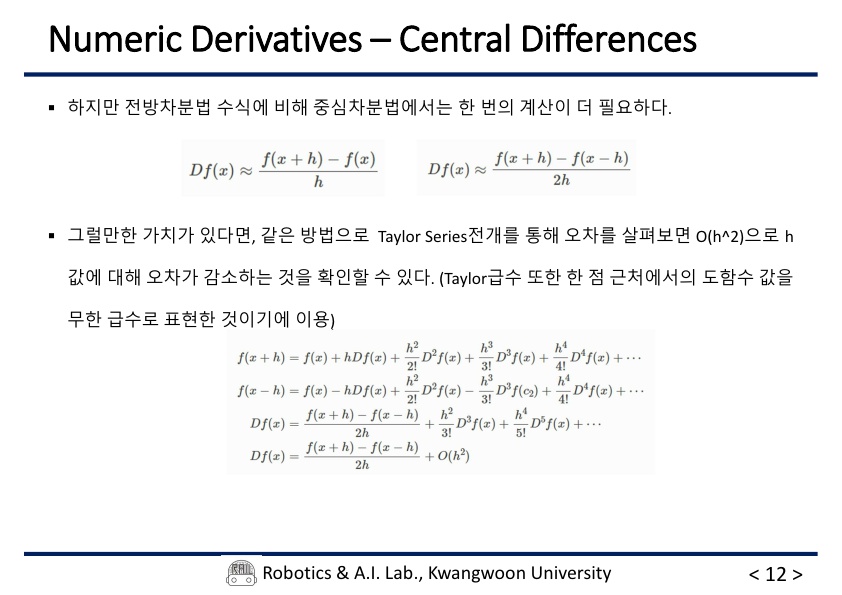 Numeric Derivatives – Central Differences
▪ 하지만 전방차분법 수식에 비해 중심차분법에서는 한 번의 계산이 더 필요하다.
Df(x) ≈ \frac{f(x + h) − f(x)}{h}    Df(x) ≈ \frac{f(x + h) − f(x − h)}{2h}
▪ 그럴만한 가치가 있다면, 같은 방법으로 Taylor Series전개를 통해 오차를 살펴보면 O(h^2)으로 h
값에 대해 오차가 감소하는 것을 확인할 수 있다. (Taylor급수 또한 한 점 근처에서의 도함수 값을
무한 급수로 표현한 것이기에 이용)
f(x + h) = f(x) + hDf(x) + \frac{h^2}{2!}D^2f(x) + \frac{h^3}{3!}D^3f(x) + \frac{h^4}{4!}D^4f(x) + ⋯
f(x − h) = f(x) − hDf(x) + \frac{h^2}{2!}D^2f(x) − \frac{h^3}{3!}D^3f(c_2) + \frac{h^4}{4!}D^4f(x) + ⋯
Df(x) = \frac{f(x + h) − f(x − h)}{2h} + \frac{h^2}{3!}D^3f(x) + \frac{h^4}{5!}D^5f(x) + ⋯
Df(x) = \frac{f(x + h) − f(x − h)}{2h} + O(h^2)
RAIL Robotics & A.I. Lab., Kwangwoon University
< 12 >